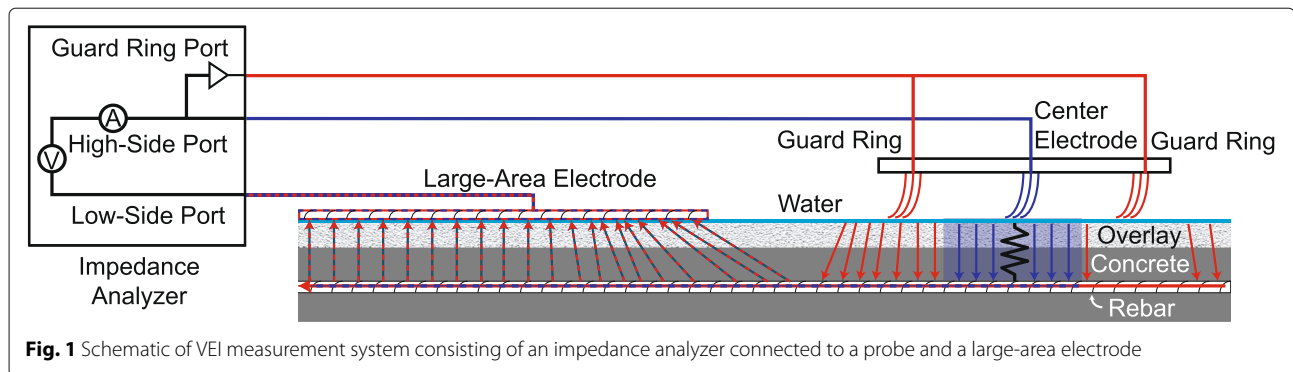 Guard Ring Port
A
High-Side Port
V
Low-Side Port
Impedance
Analyzer
Large-Area Electrode
Guard Ring
Center
Electrode
Guard Ring
Water
Overlay
Concrete
Rebar
Fig. 1 Schematic of VEI measurement system consisting of an impedance analyzer connected to a probe and a large-area electrode